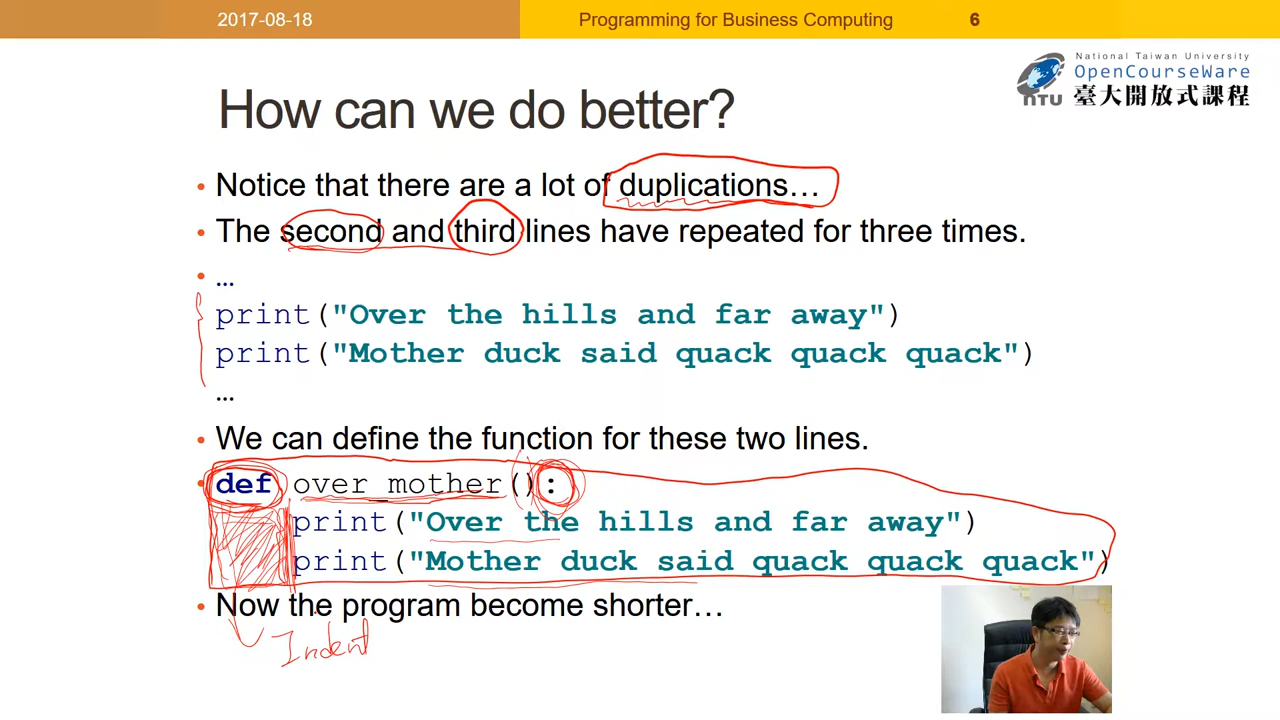 2017-08-18
Programming for Business Computing
6
National Taiwan University
OpenCourseWare
NTU
臺大開放式課程
How can we do better?
• Notice that there are a lot of duplications…
• The second and third lines have repeated for three times.
• …
print("Over the hills and far away")
print("Mother duck said quack quack quack")
…
• We can define the function for these two lines.
• def over_mother():
print("Over the hills and far away")
print("Mother duck said quack quack quack")
• Now the program become shorter…
Indent